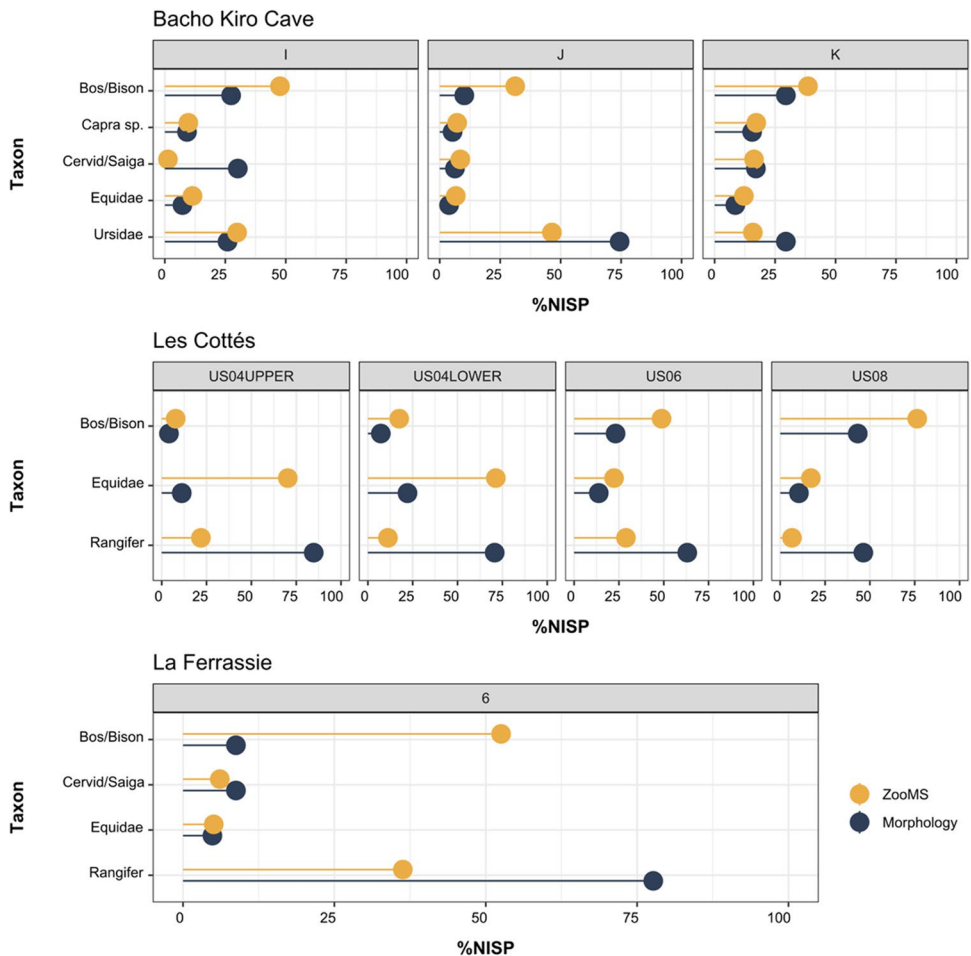 Bacho Kiro Cave
I J K
Taxon
Bos/Bison
Capra sp.
Cervid/Saiga
Equidae
Ursidae
0 25 50 75 100 0 25 50 75 100 0 25 50 75 100
%NISP
Les Cottés
US04UPPER US04LOWER US06 US08
Taxon
Bos/Bison
Equidae
Rangifer
0 25 50 75 100 0 25 50 75 100 0 25 50 75 100 0 25 50 75 100
%NISP
La Ferrassie
6
Taxon
Bos/Bison
Cervid/Saiga
Equidae
Rangifer
0 25 50 75 100
%NISP
ZooMS
Morphology